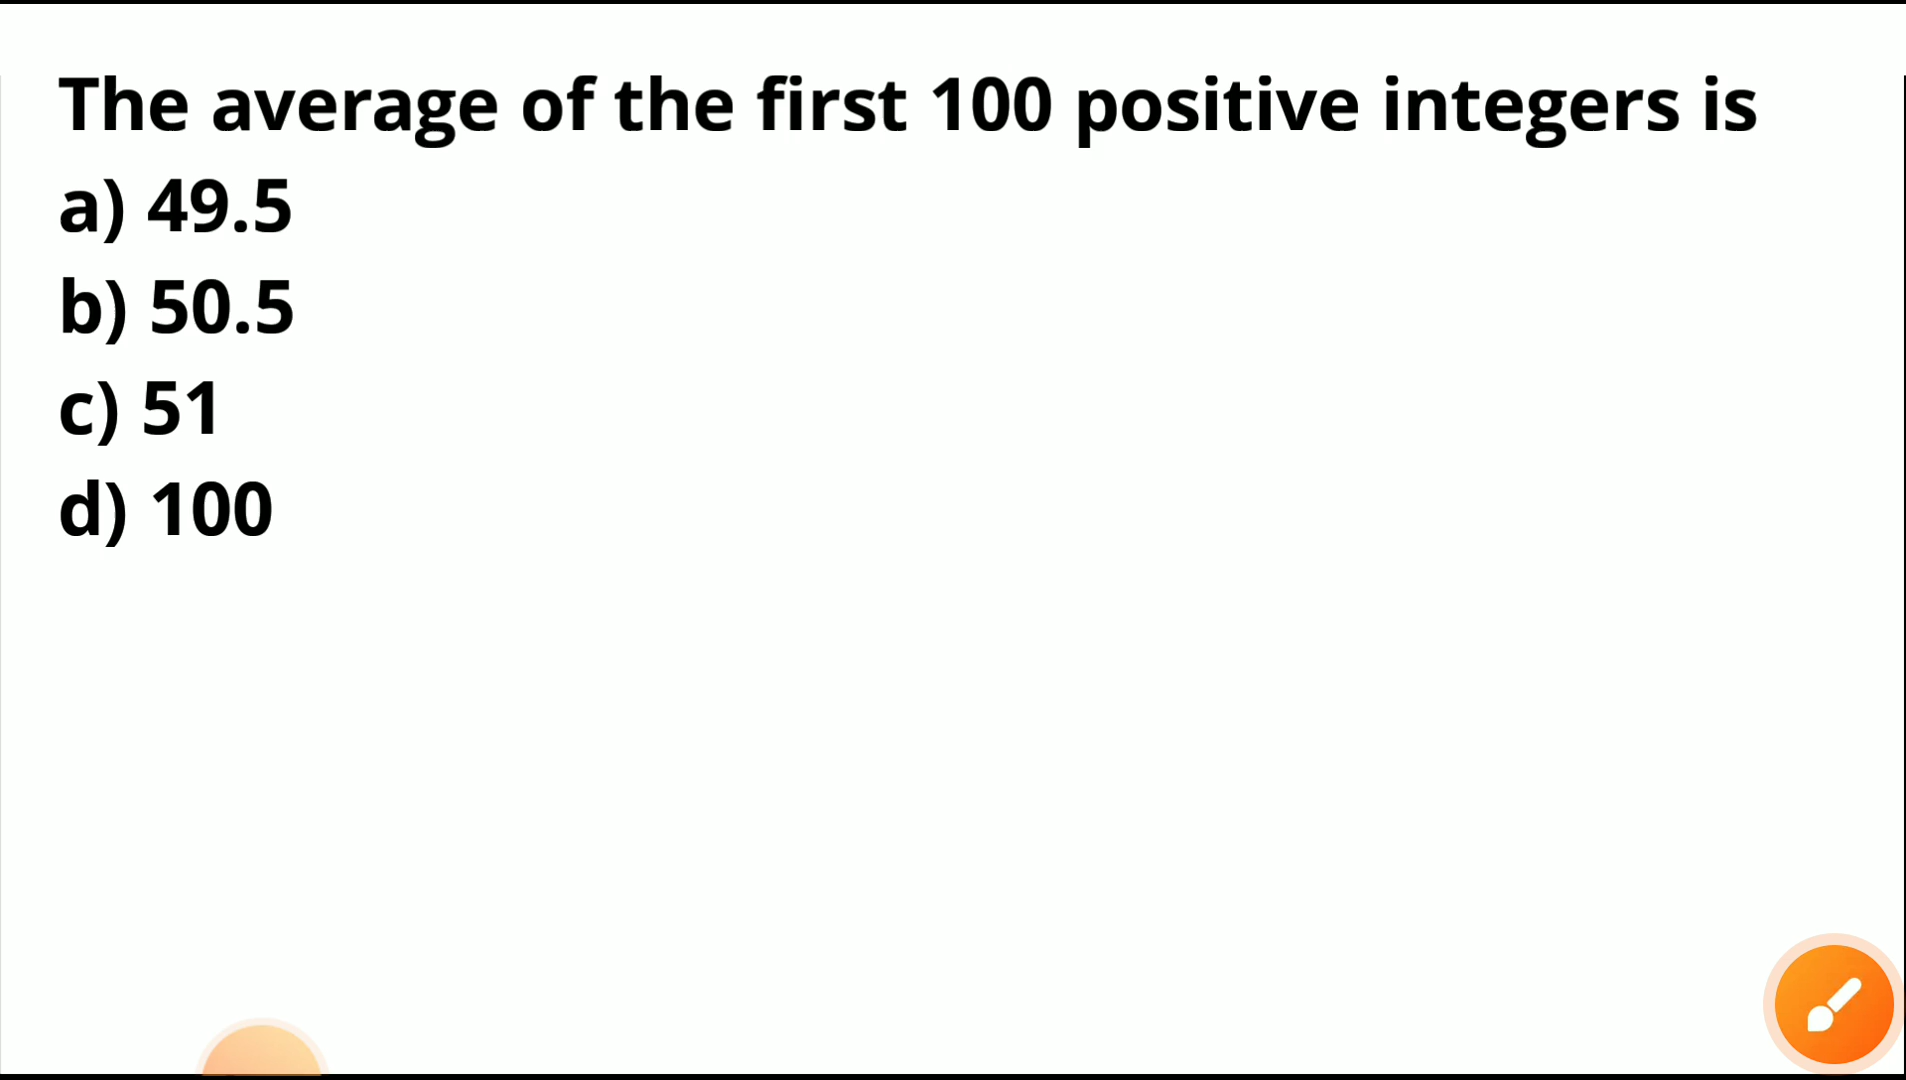 The average of the first 100 positive integers is
a) 49.5
b) 50.5
c) 51
d) 100